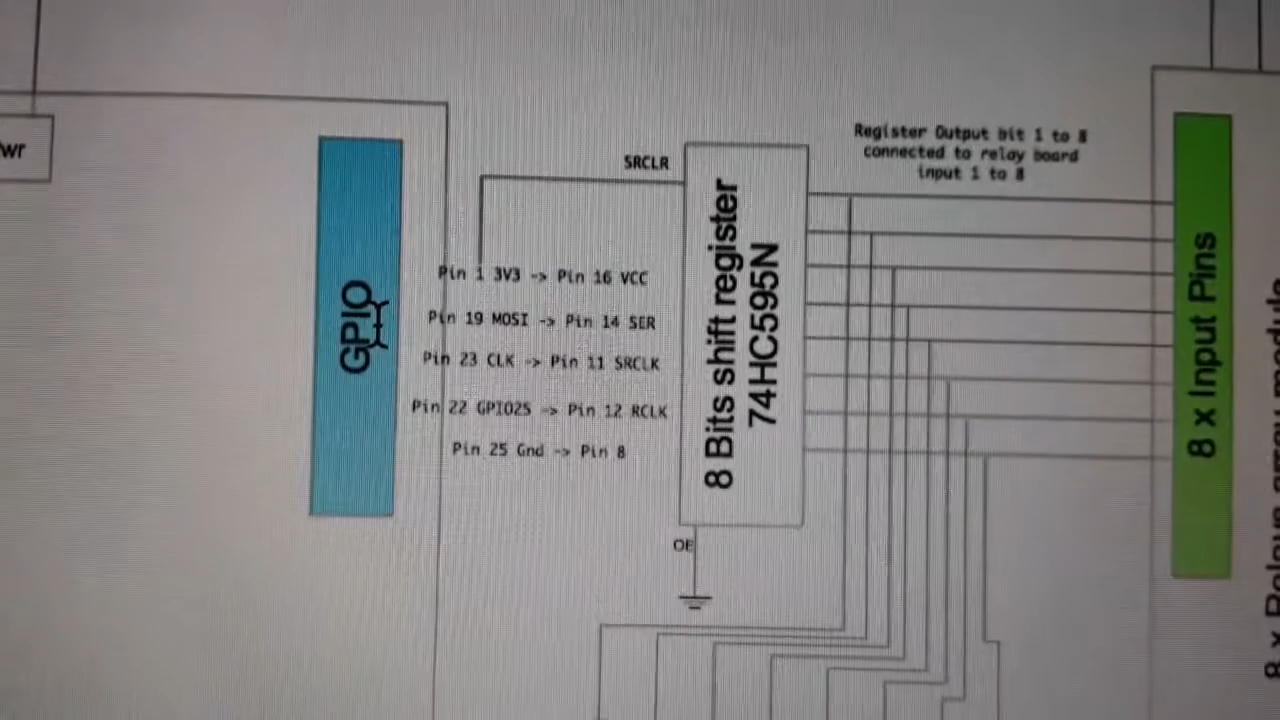 wr
GPIO
SRCLR
Pin 1 3V3 -> Pin 16 VCC
Pin 19 MOSI -> Pin 14 SER
Pin 23 CLK -> Pin 11 SRCLK
Pin 22 GPIO25 -> Pin 12 RCLK
Pin 25 Gnd -> Pin 8
8 Bits shift register
74HC595N
OE
Register Output bit 1 to 8
connected to relay board
input 1 to 8
8 x Input Pins
8 x
module